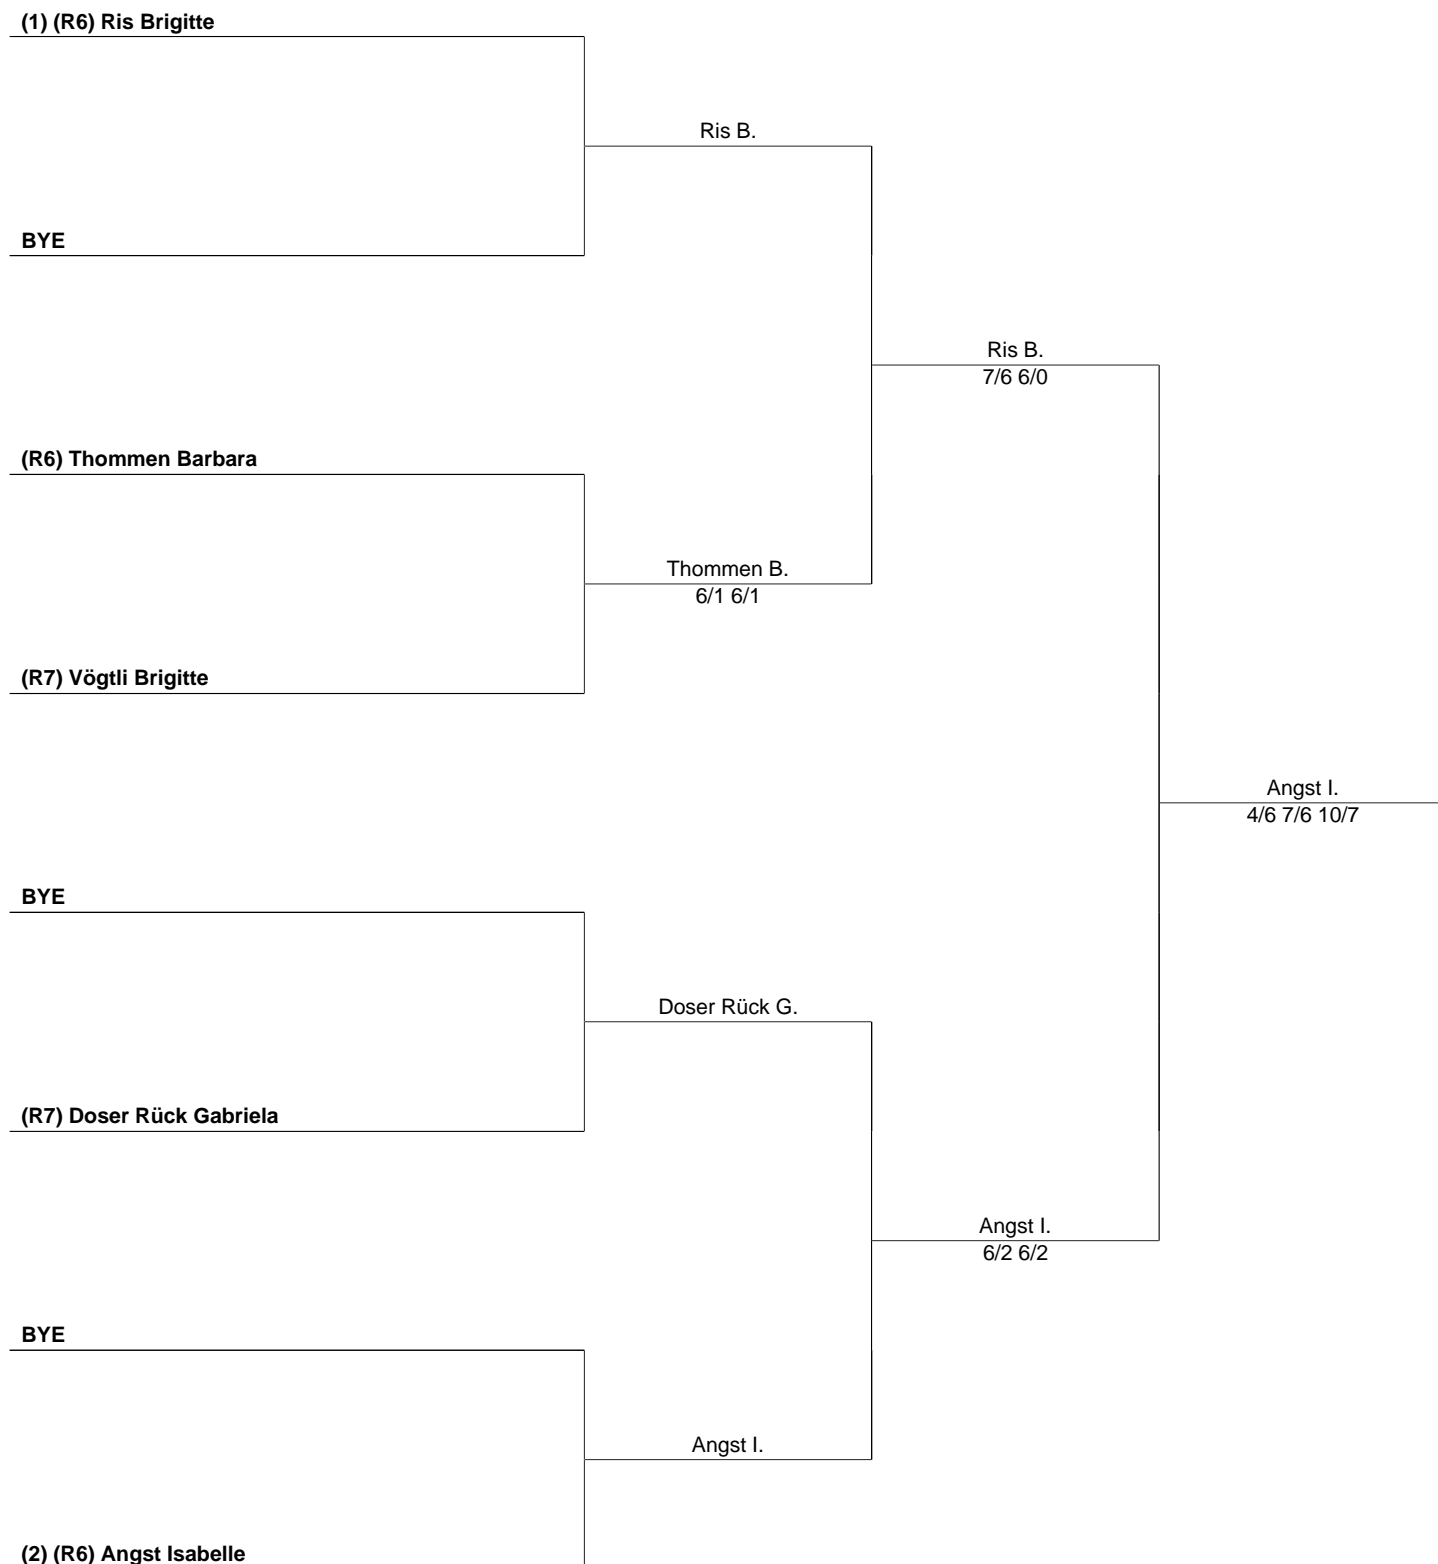 (1) (R6) Ris Brigitte
Ris B.
BYE
Ris B.
7/6 6/0
(R6) Thommen Barbara
Thommen B.
6/1 6/1
(R7) Vögtli Brigitte
Angst I.
4/6 7/6 10/7
BYE
Doser Rück G.
(R7) Doser Rück Gabriela
Angst I.
6/2 6/2
BYE
Angst I.
(2) (R6) Angst Isabelle